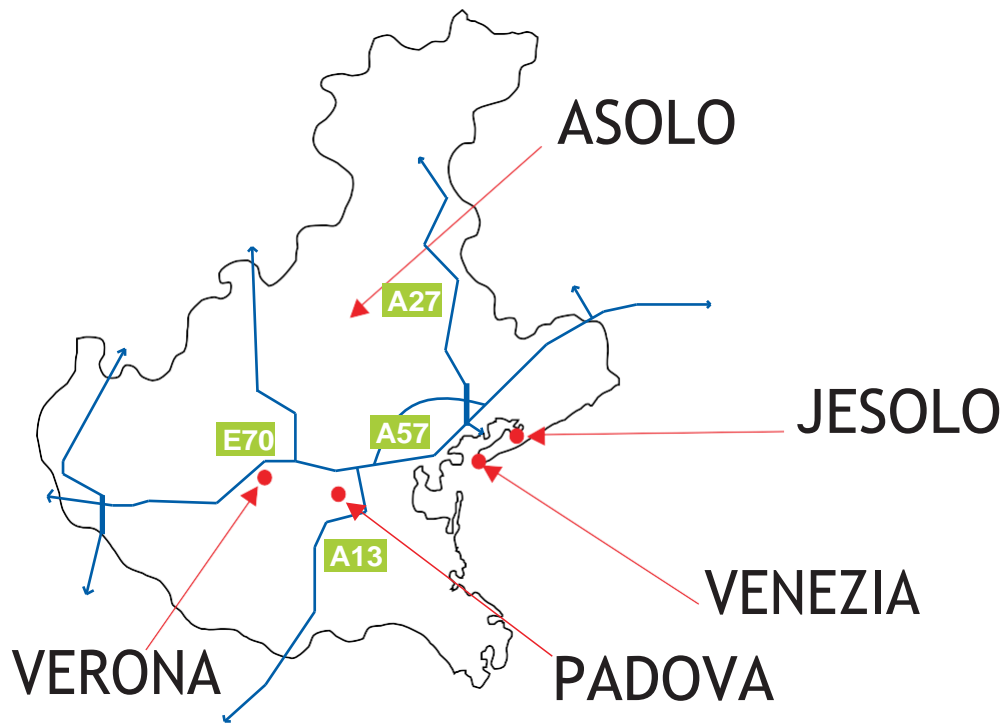 ASOLO
A27
JESOLO
A57
E70
A13
VENEZIA
VERONA
PADOVA